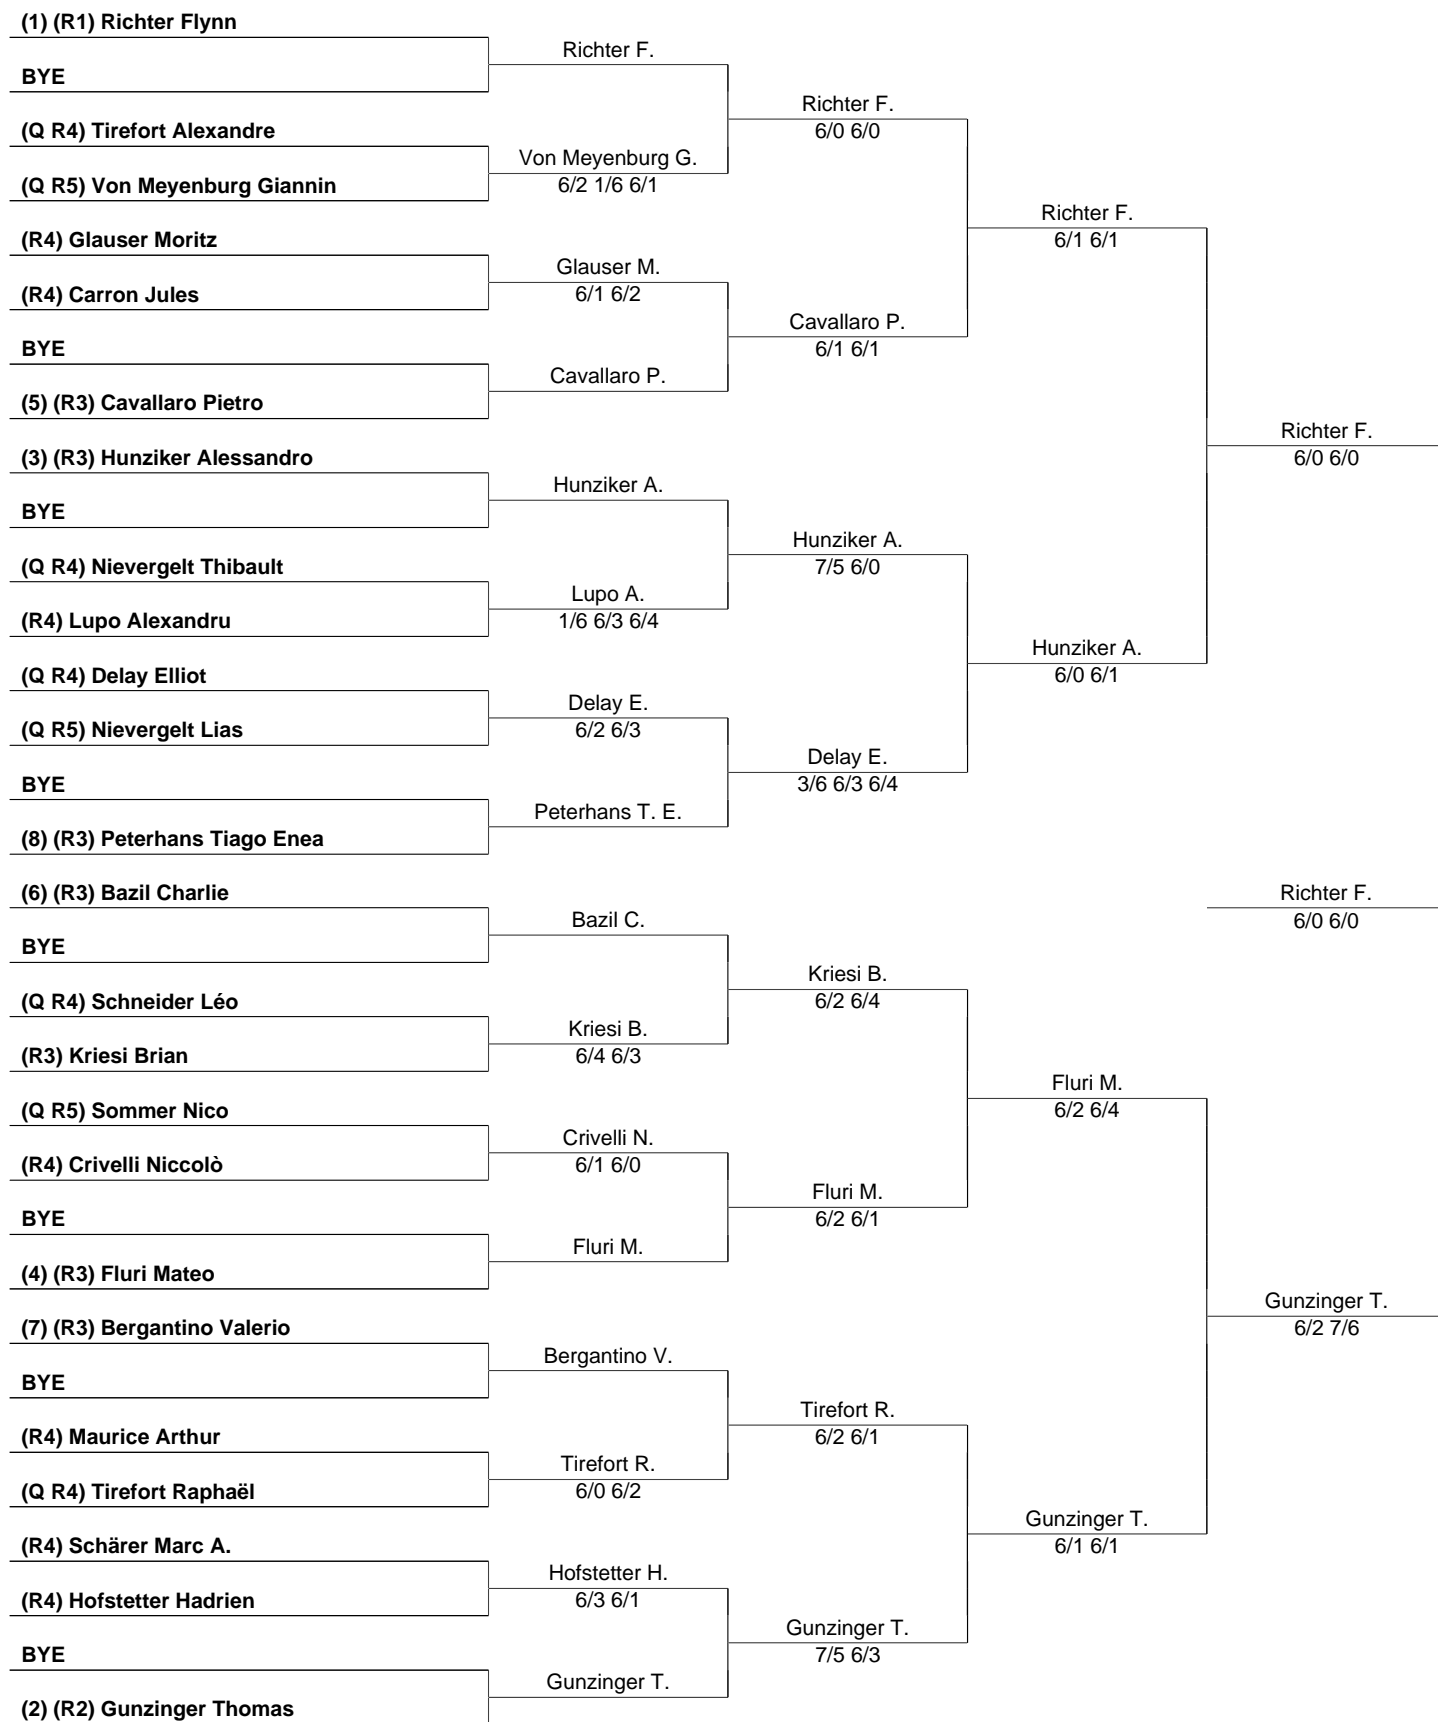 (1) (R1) Richter Flynn
BYE
(Q R4) Tirefort Alexandre
(Q R5) Von Meyenburg Giannin
(R4) Glauser Moritz
(R4) Carron Jules
BYE
(5) (R3) Cavallaro Pietro
(3) (R3) Hunziker Alessandro
BYE
(Q R4) Nievergelt Thibault
(R4) Lupo Alexandru
(Q R4) Delay Elliot
(Q R5) Nievergelt Lias
BYE
(8) (R3) Peterhans Tiago Enea
(6) (R3) Bazil Charlie
BYE
(Q R4) Schneider Léo
(R3) Kriesi Brian
(Q R5) Sommer Nico
(R4) Crivelli Niccolò
BYE
(4) (R3) Fluri Mateo
(7) (R3) Bergantino Valerio
BYE
(R4) Maurice Arthur
(Q R4) Tirefort Raphaël
(R4) Schärer Marc A.
(R4) Hofstetter Hadrien
BYE
(2) (R2) Gunzinger Thomas
Richter F.
Von Meyenburg G.
6/2 1/6 6/1
Glauser M.
6/1 6/2
Cavallaro P.
Hunziker A.
Lupo A.
1/6 6/3 6/4
Delay E.
6/2 6/3
Peterhans T. E.
Bazil C.
Kriesi B.
6/4 6/3
Crivelli N.
6/1 6/0
Fluri M.
Bergantino V.
Tirefort R.
6/0 6/2
Hofstetter H.
6/3 6/1
Gunzinger T.
Richter F.
6/0 6/0
Cavallaro P.
6/1 6/1
Hunziker A.
7/5 6/0
Delay E.
3/6 6/3 6/4
Kriesi B.
6/2 6/4
Fluri M.
6/2 6/1
Tirefort R.
6/2 6/1
Gunzinger T.
7/5 6/3
Richter F.
6/1 6/1
Hunziker A.
6/0 6/1
Fluri M.
6/2 6/4
Gunzinger T.
6/1 6/1
Richter F.
6/0 6/0
Richter F.
6/0 6/0
Gunzinger T.
6/2 7/6